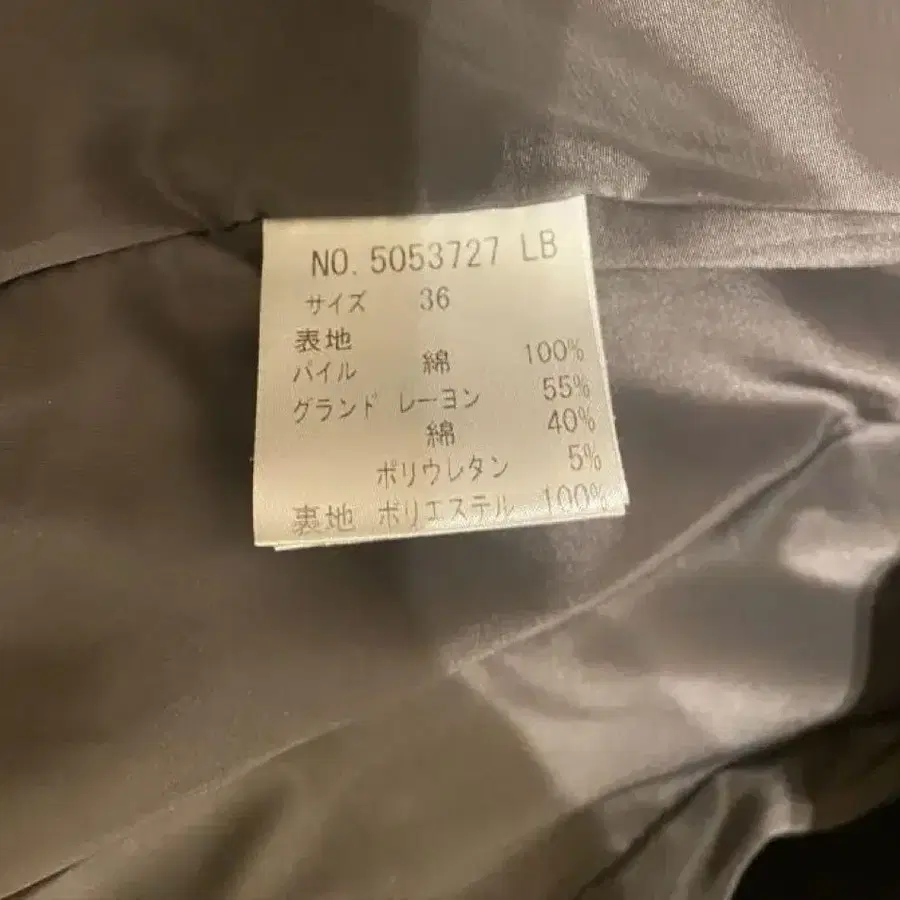 NO. 5053727 LB
サイズ 36
表地
パイル 綿 100%
グランド レーヨン 55%
綿 40%
ポリウレタン 5%
裏地 ポリエステル 100%